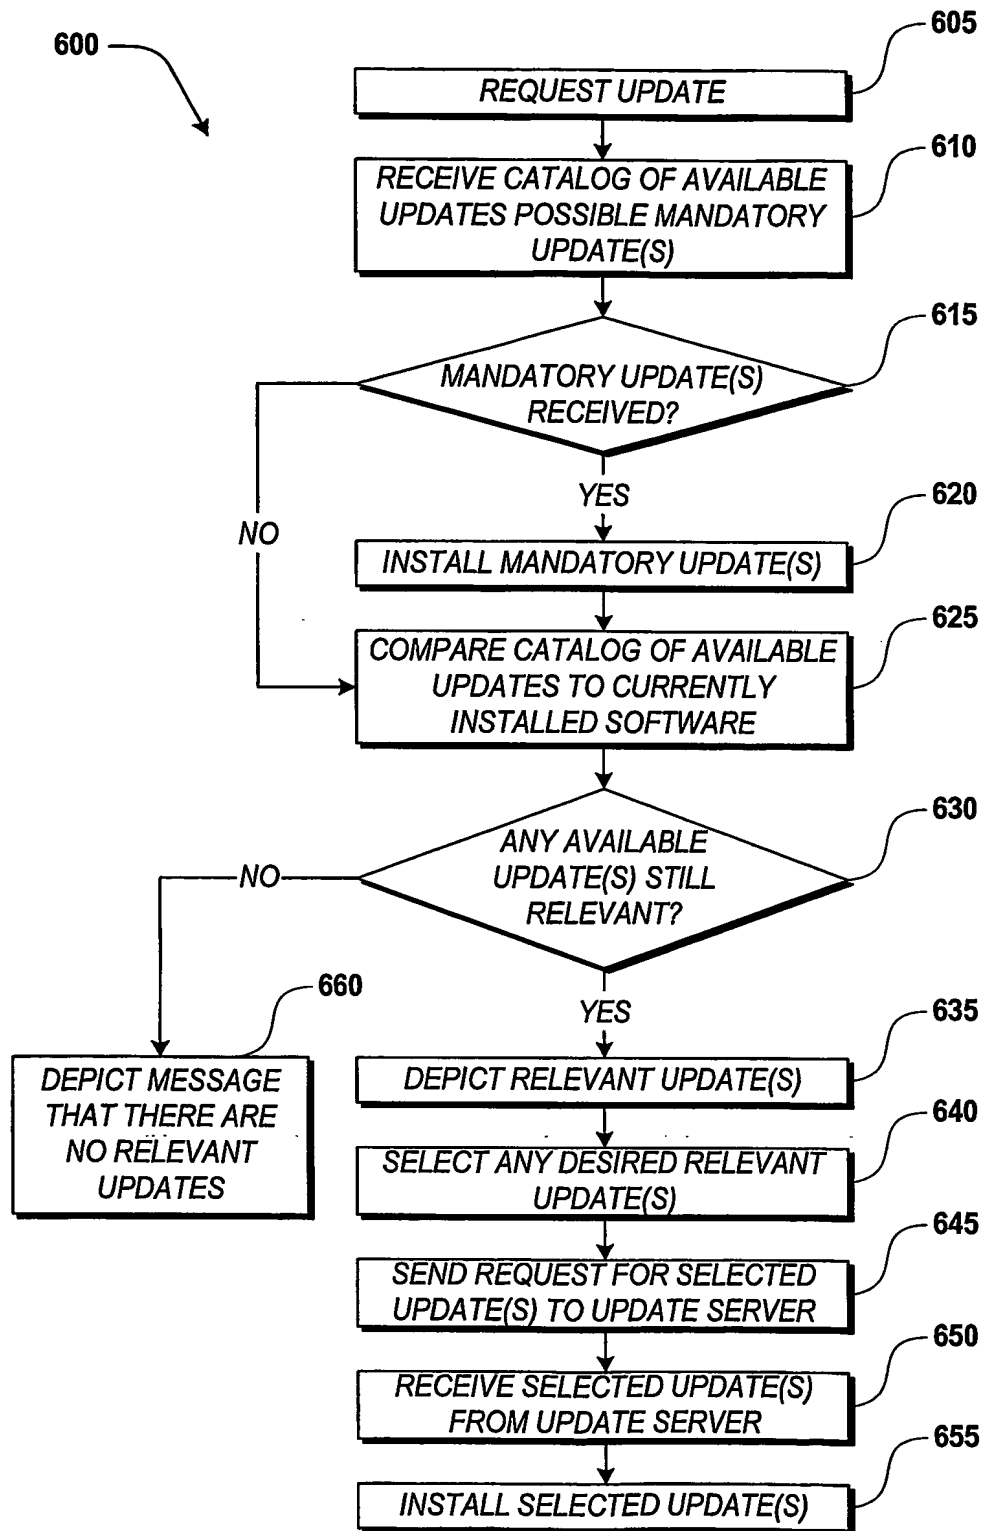 600
605
REQUEST UPDATE
610
RECEIVE CATALOG OF AVAILABLE
UPDATES POSSIBLE MANDATORY
UPDATE(S)
615
MANDATORY UPDATE(S)
RECEIVED?
YES
NO
620
INSTALL MANDATORY UPDATE(S)
625
COMPARE CATALOG OF AVAILABLE
UPDATES TO CURRENTLY
INSTALLED SOFTWARE
630
ANY AVAILABLE
UPDATE(S) STILL
RELEVANT?
NO
YES
660
DEPICT MESSAGE
THAT THERE ARE
NO RELEVANT
UPDATES
635
DEPICT RELEVANT UPDATE(S)
640
SELECT ANY DESIRED RELEVANT
UPDATE(S)
645
SEND REQUEST FOR SELECTED
UPDATE(S) TO UPDATE SERVER
650
RECEIVE SELECTED UPDATE(S)
FROM UPDATE SERVER
655
INSTALL SELECTED UPDATE(S)